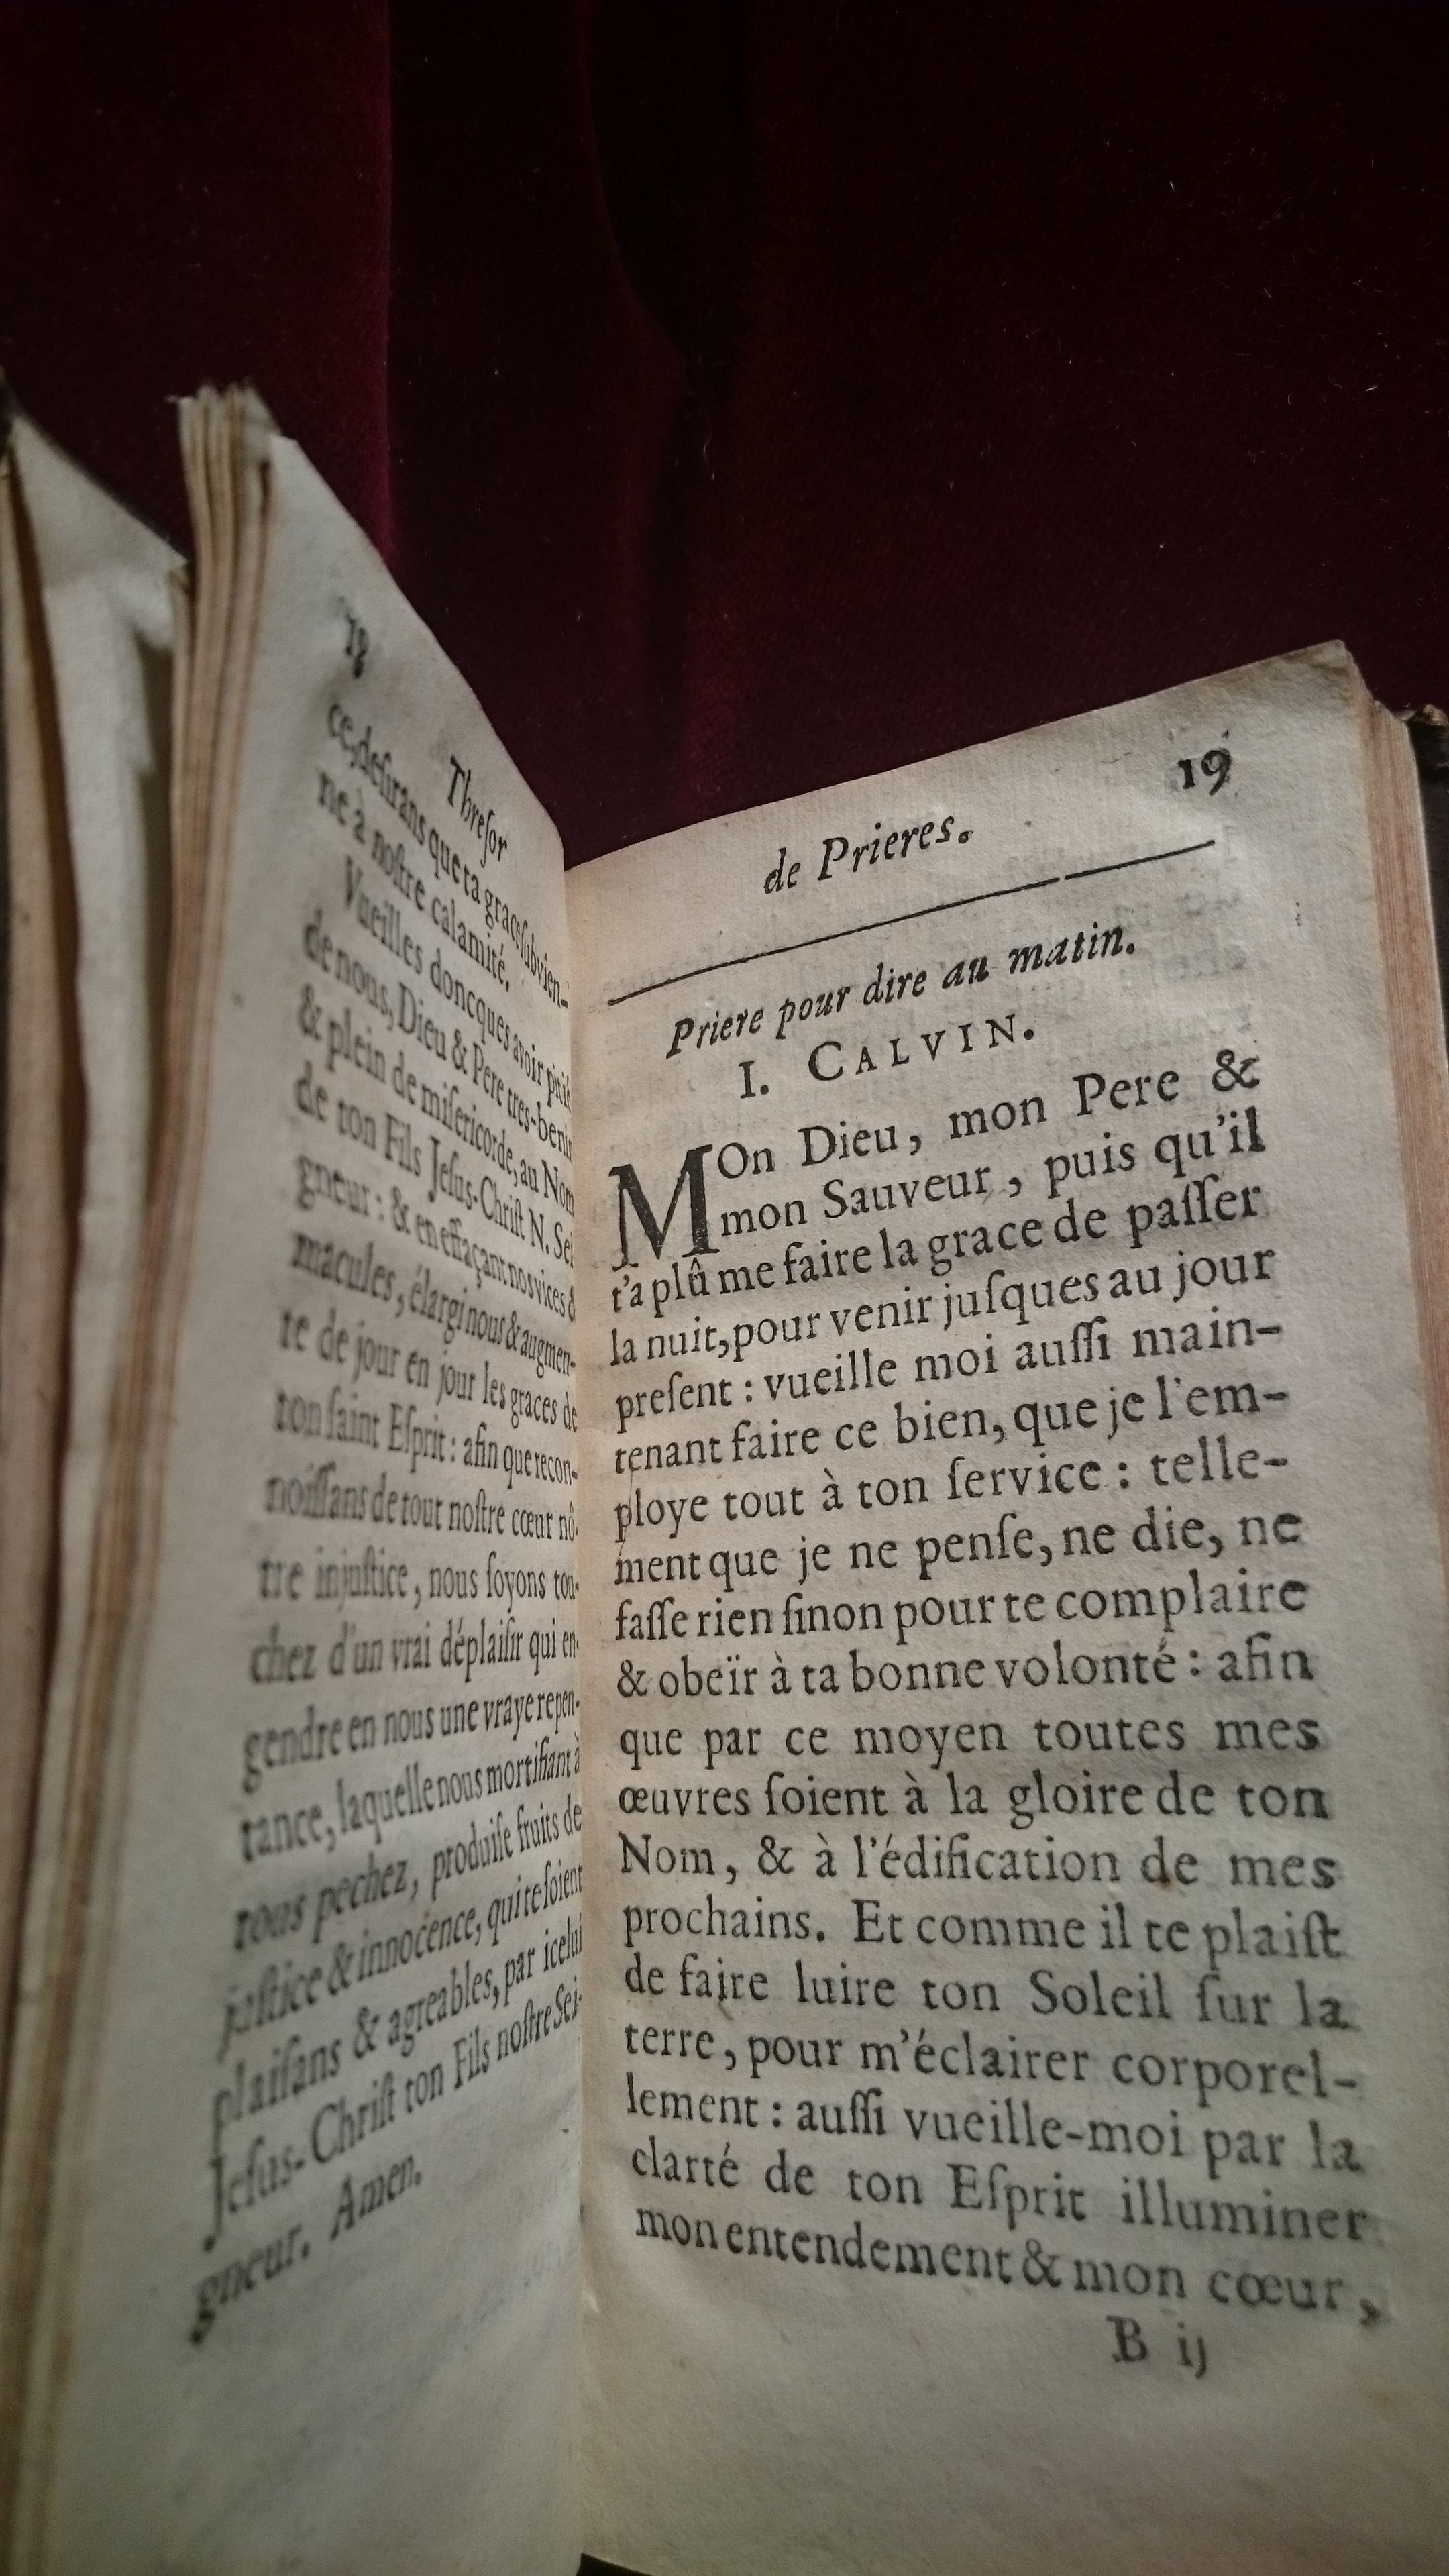 18
Threſor
ce, deſirans que ta grace ſubvien-
ne à noſtre calamité.
Vueilles doncques avoir pitié
de nous, Dieu & Pere tres-benin
& plein de miſericorde, au Nom
de ton Fils Jeſus-Chriſt N. Sei
gneur : & en effaçant nos vices &
macules, élargi nous & augmen-
te de jour en jour les graces de
ton ſaint Eſprit : afin que recon-
noiſſans de tout noſtre cœur nô-
tre injuſtice, nous ſoyons tou-
chez d'un vrai déplaiſir qui en-
gendre en nous une vraye repen-
tance, laquelle nous mortifiant à
tous pechez, produiſe fruits de
juſtice & innocence, qui te ſoient
plaiſans & agreables, par icelui
Jeſus-Chriſt ton Fils noſtre Sei-
gneur. Amen.
de Prieres. 19
Priere pour dire au matin.
I. CALVIN.
MOn Dieu, mon Pere &
mon Sauveur, puis qu'il
t'a plû me faire la grace de paſſer
la nuit, pour venir juſques au jour
preſent : vueille moi auſſi main-
tenant faire ce bien, que je l'em-
ploye tout à ton ſervice : telle-
ment que je ne penſe, ne die, ne
faſſe rien ſinon pour te complaire
& obeïr à ta bonne volonté : afin
que par ce moyen toutes mes
œuvres ſoient à la gloire de ton
Nom, & à l'édification de mes
prochains. Et comme il te plaiſt
de faire luire ton Soleil ſur la
terre, pour m'éclairer corporel-
lement : auſſi vueille-moi par la
clarté de ton Eſprit illuminer
mon entendement & mon cœur,
B ij